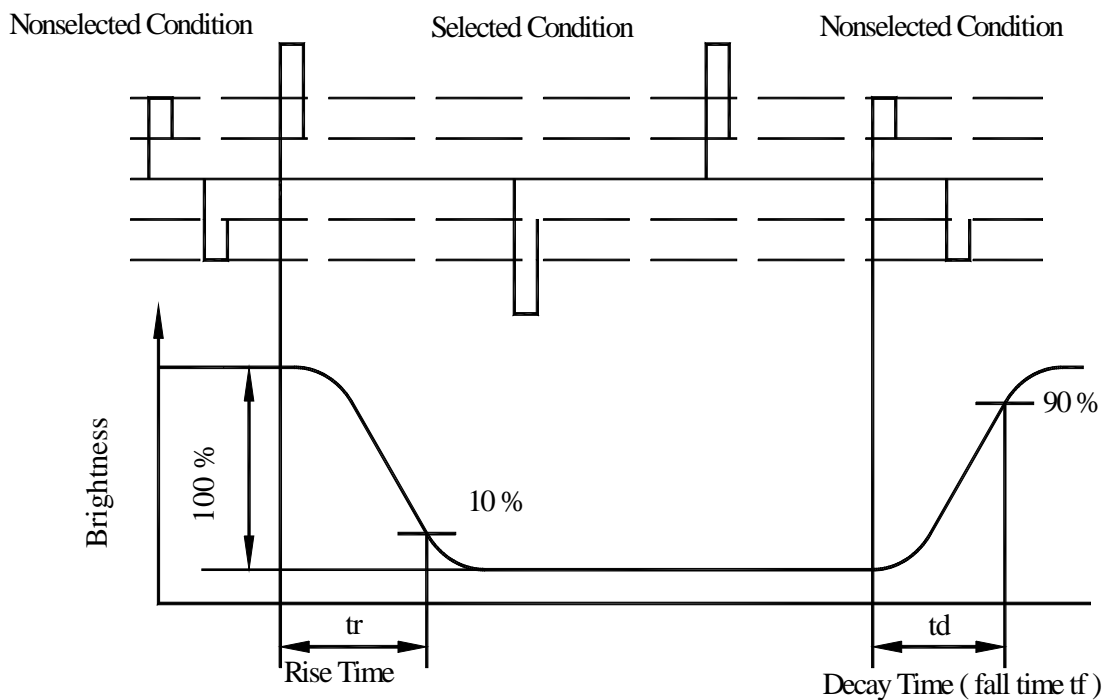 Nonselected Condition
Selected Condition
Nonselected Condition
Brightness
100 %
10 %
90 %
tr
Rise Time
td
Decay Time ( fall time tf )